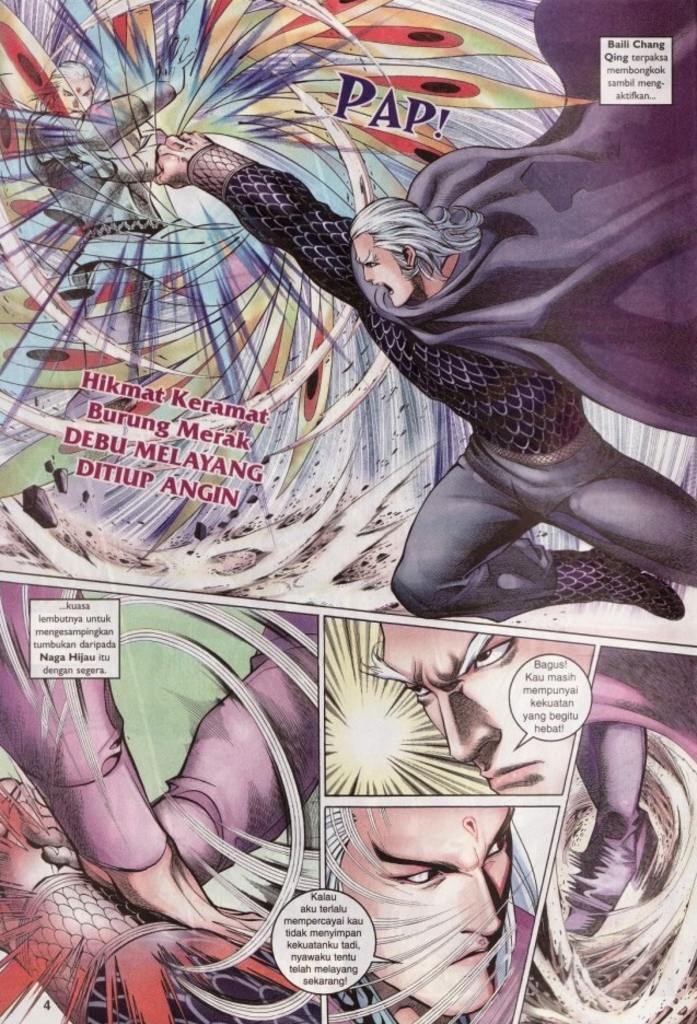 Baili Chang
Qing terpaksa
membongkok
sambil meng-
aktifkan...
PAP!
Hikmat Keramat
Burung Merak
DEBU MELAYANG
DITIUP ANGIN
...kuasa
lembutnya untuk
mengesampingkan
tumbukan daripada
Naga Hijau itu
dengan segera.
Bagus!
Kau masih
mempunyai
kekuatan
yang begitu
hebat!
Kalau
aku terlalu
mempercayai kau
tidak menyimpan
kekuatanku tadi,
nyawaku tentu
telah melayang
sekarang!
4